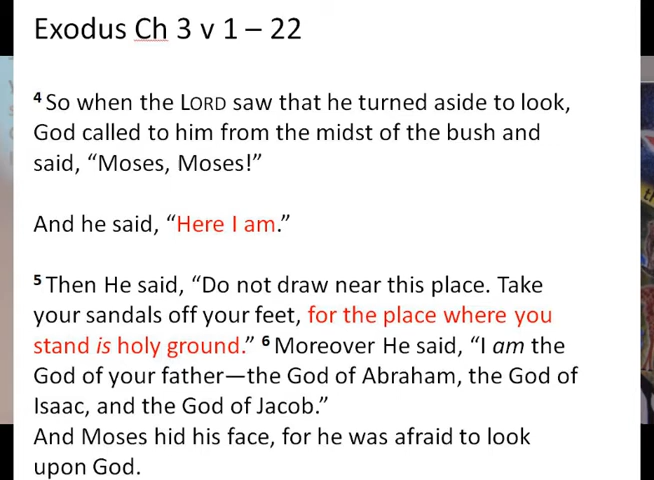 Exodus Ch 3 v 1 – 22
4 So when the LORD saw that he turned aside to look,
God called to him from the midst of the bush and
said, “Moses, Moses!”
And he said, “Here I am.”
5 Then He said, “Do not draw near this place. Take
your sandals off your feet, for the place where you
stand is holy ground.” 6 Moreover He said, “I am the
God of your father—the God of Abraham, the God of
Isaac, and the God of Jacob.”
And Moses hid his face, for he was afraid to look
upon God.